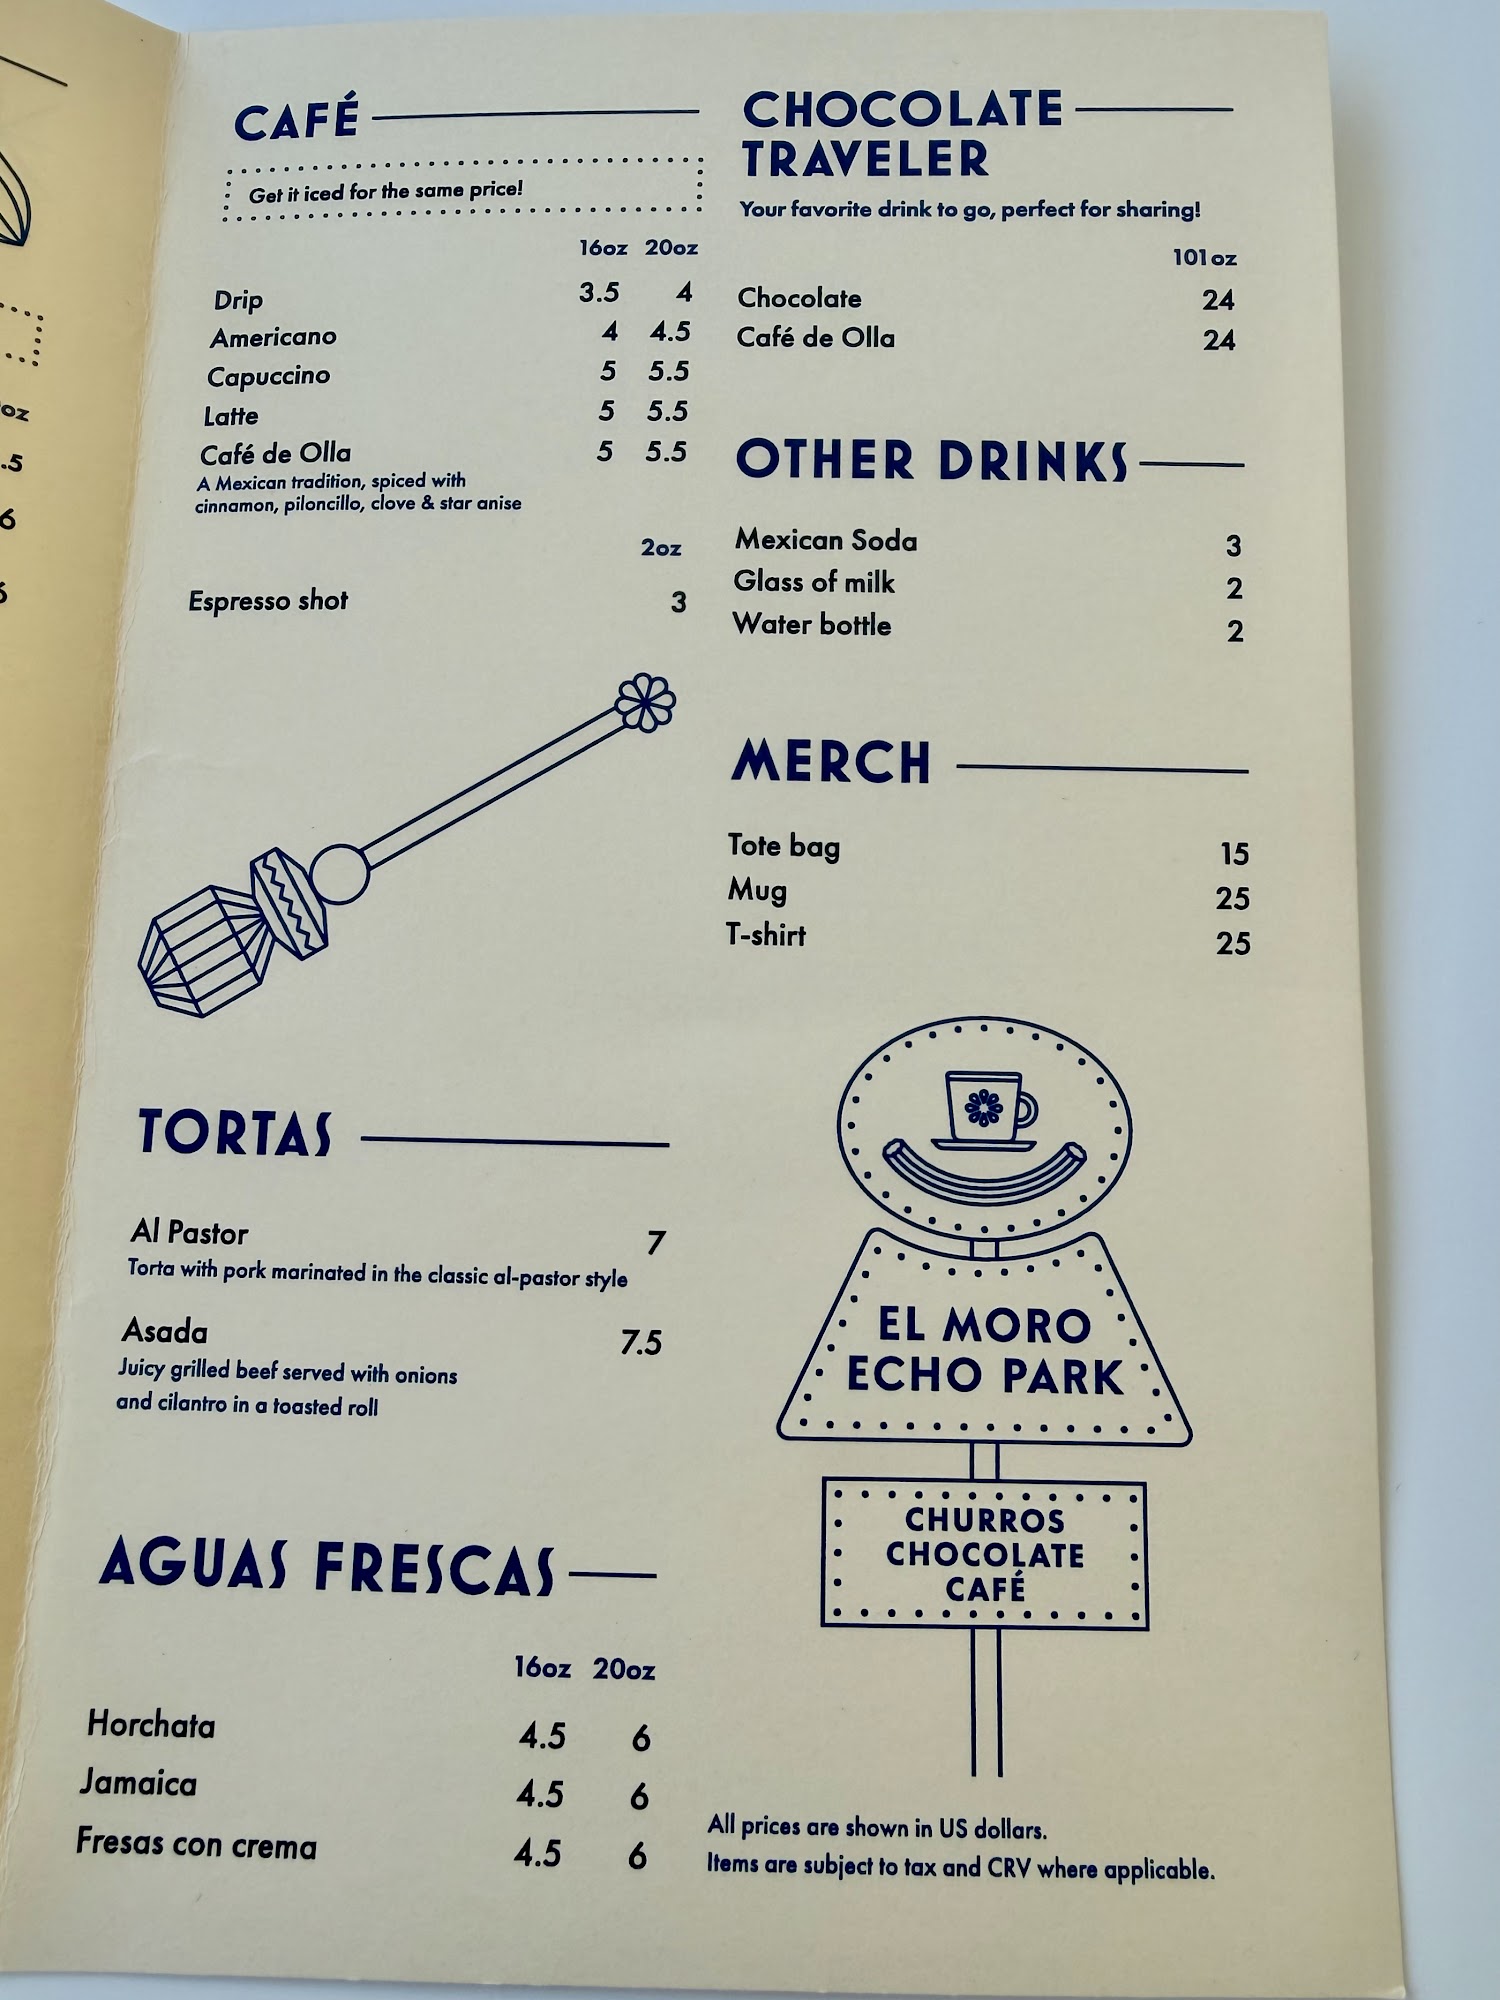 oz
.5
6
CAFÉ
Get it iced for the same price!
16oz 20oz
Drip 3.5 4
Americano 4 4.5
Capuccino 5 5.5
Latte 5 5.5
Café de Olla 5 5.5
A Mexican tradition, spiced with
cinnamon, piloncillo, clove & star anise
2oz
Espresso shot 3
TORTAS
Al Pastor 7
Torta with pork marinated in the classic al-pastor style
Asada 7.5
Juicy grilled beef served with onions
and cilantro in a toasted roll
AGUAS FRESCAS
16oz 20oz
Horchata 4.5 6
Jamaica 4.5 6
Fresas con crema 4.5 6
CHOCOLATE
TRAVELER
Your favorite drink to go, perfect for sharing!
101oz
Chocolate 24
Café de Olla 24
OTHER DRINKS
Mexican Soda 3
Glass of milk 2
Water bottle 2
MERCH
Tote bag 15
Mug 25
T-shirt 25
EL MORO
ECHO PARK
CHURROS
CHOCOLATE
CAFÉ
All prices are shown in US dollars.
Items are subject to tax and CRV where applicable.